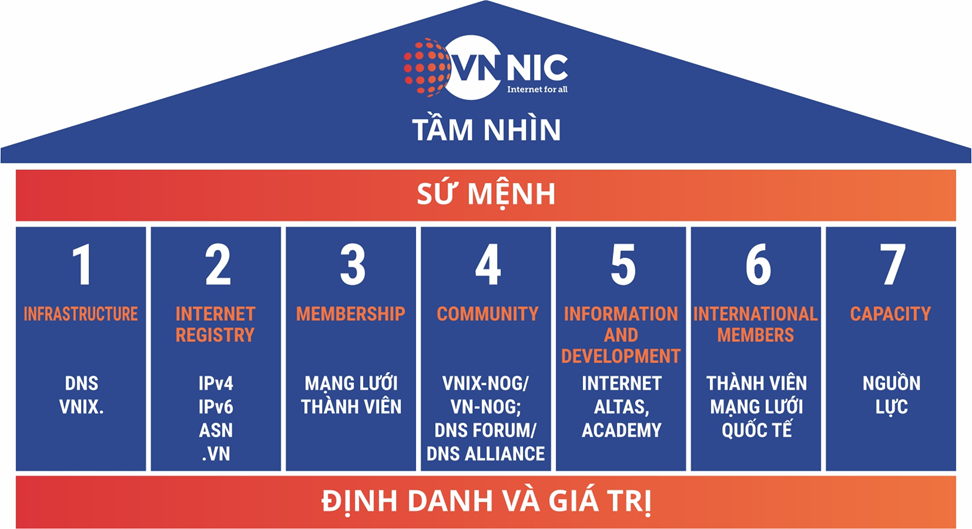 VNNIC
Internet for all
TẦM NHÌN
SỨ MỆNH
1
INFRASTRUCTURE
DNS
VNIX.
2
INTERNET
REGISTRY
IPv4
IPv6
ASN
.VN
3
MEMBERSHIP
MẠNG LƯỚI
THÀNH VIÊN
4
COMMUNITY
VNIX-NOG/
VN-NOG;
DNS FORUM/
DNS ALLIANCE
5
INFORMATION
AND
DEVELOPMENT
INTERNET
ALTAS,
ACADEMY
6
INTERNATIONAL
MEMBERS
THÀNH VIÊN
MẠNG LƯỚI
QUỐC TẾ
7
CAPACITY
NGUỒN
LỰC
ĐỊNH DANH VÀ GIÁ TRỊ